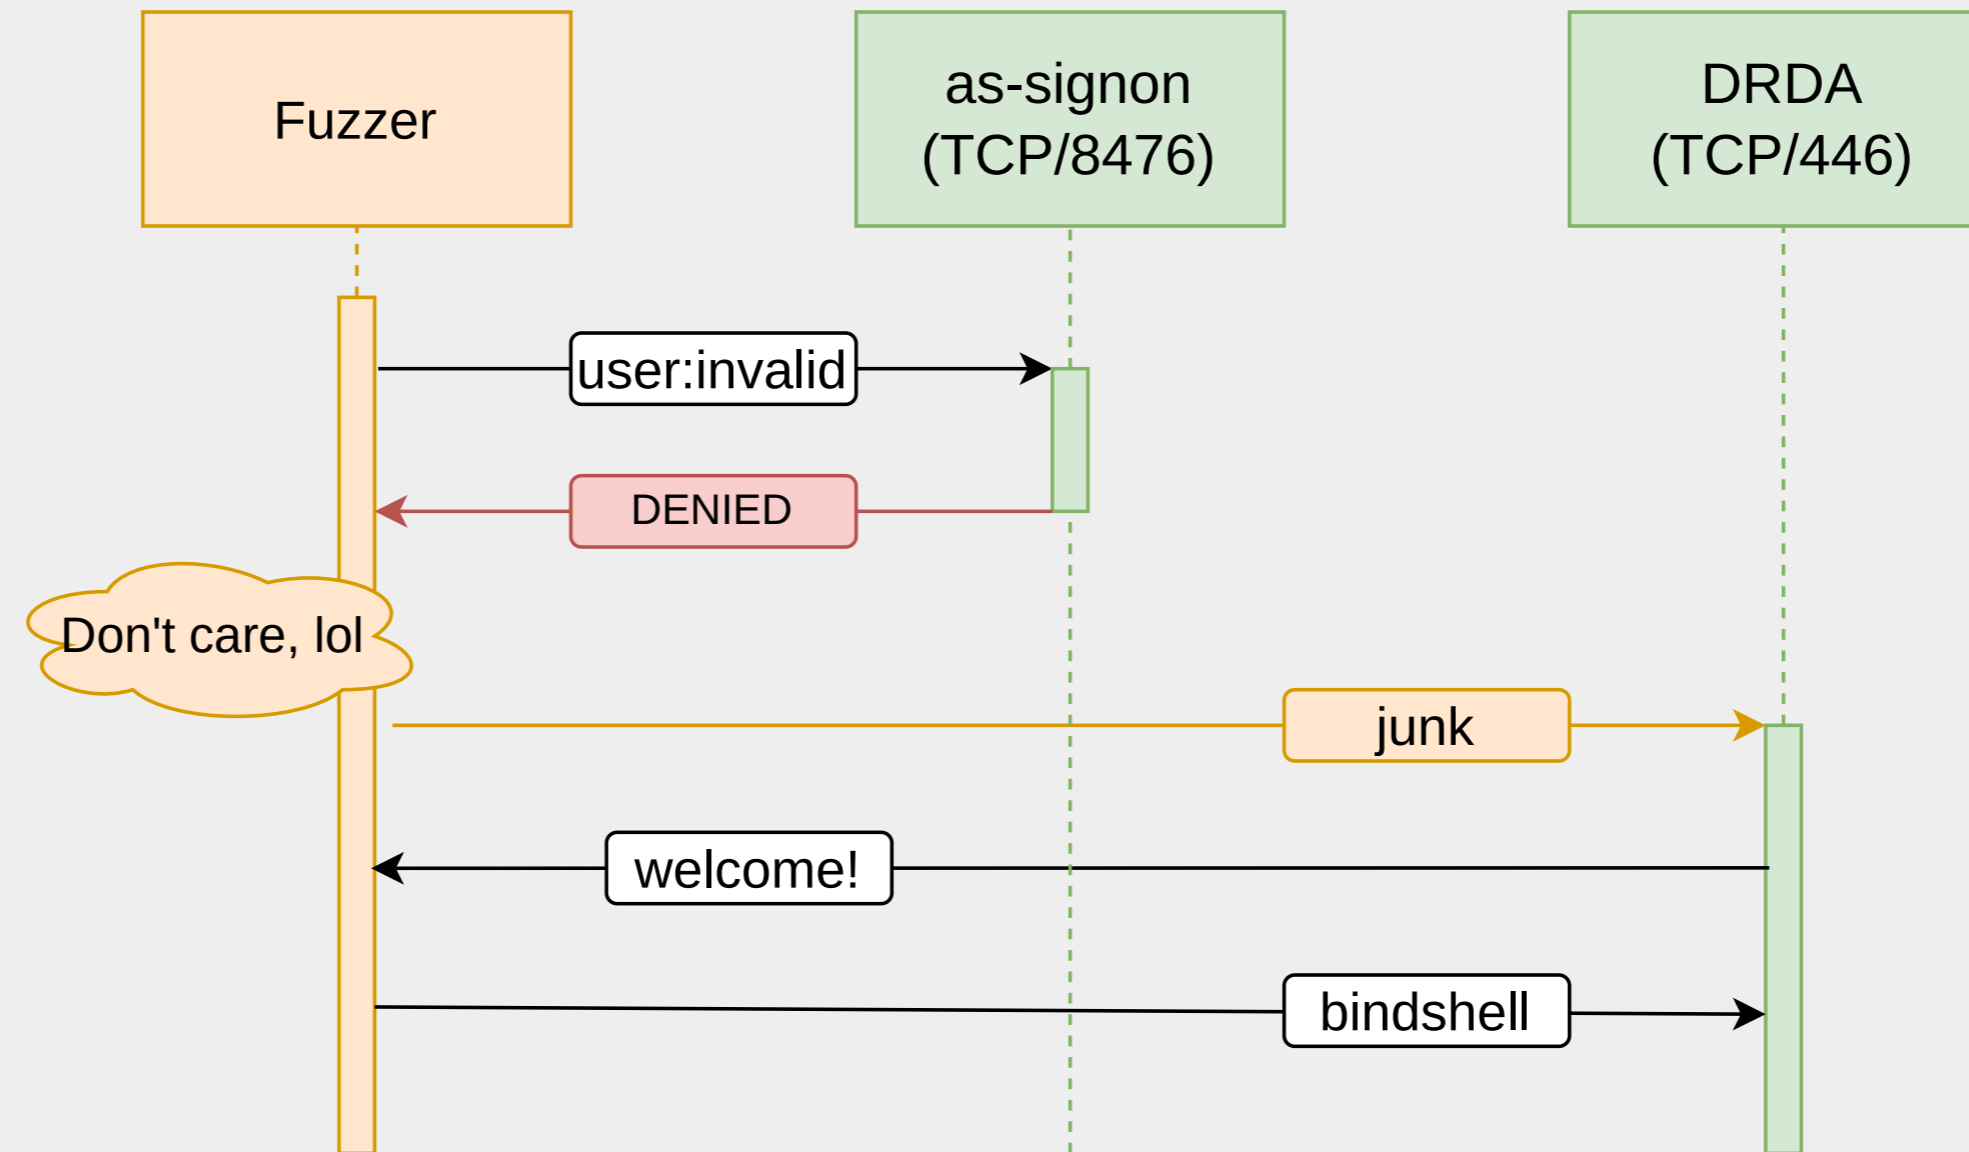 Fuzzer
as-signon
(TCP/8476)
DRDA
(TCP/446)
user:invalid
DENIED
Don't care, lol
junk
welcome!
bindshell